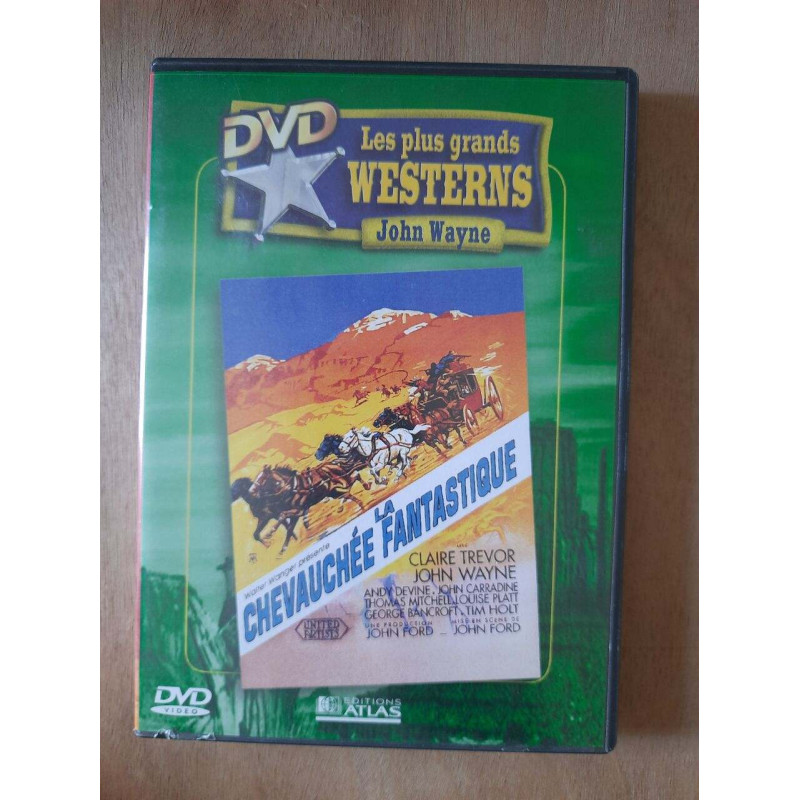 DVD
Les plus grands
WESTERNS
John Wayne
Walter Wanger présente
LA
CHEVAUCHÉE FANTASTIQUE
CLAIRE TREVOR
JOHN WAYNE
ANDY DEVINE, JOHN CARRADINE
THOMAS MITCHELL, LOUISE PLATT
GEORGE BANCROFT, TIM HOLT
UNE PRODUCTION MISE EN SCÈNE DE
JOHN FORD JOHN FORD
UNITED
ARTISTS
DVD
VIDEO
EDITIONS
ATLAS